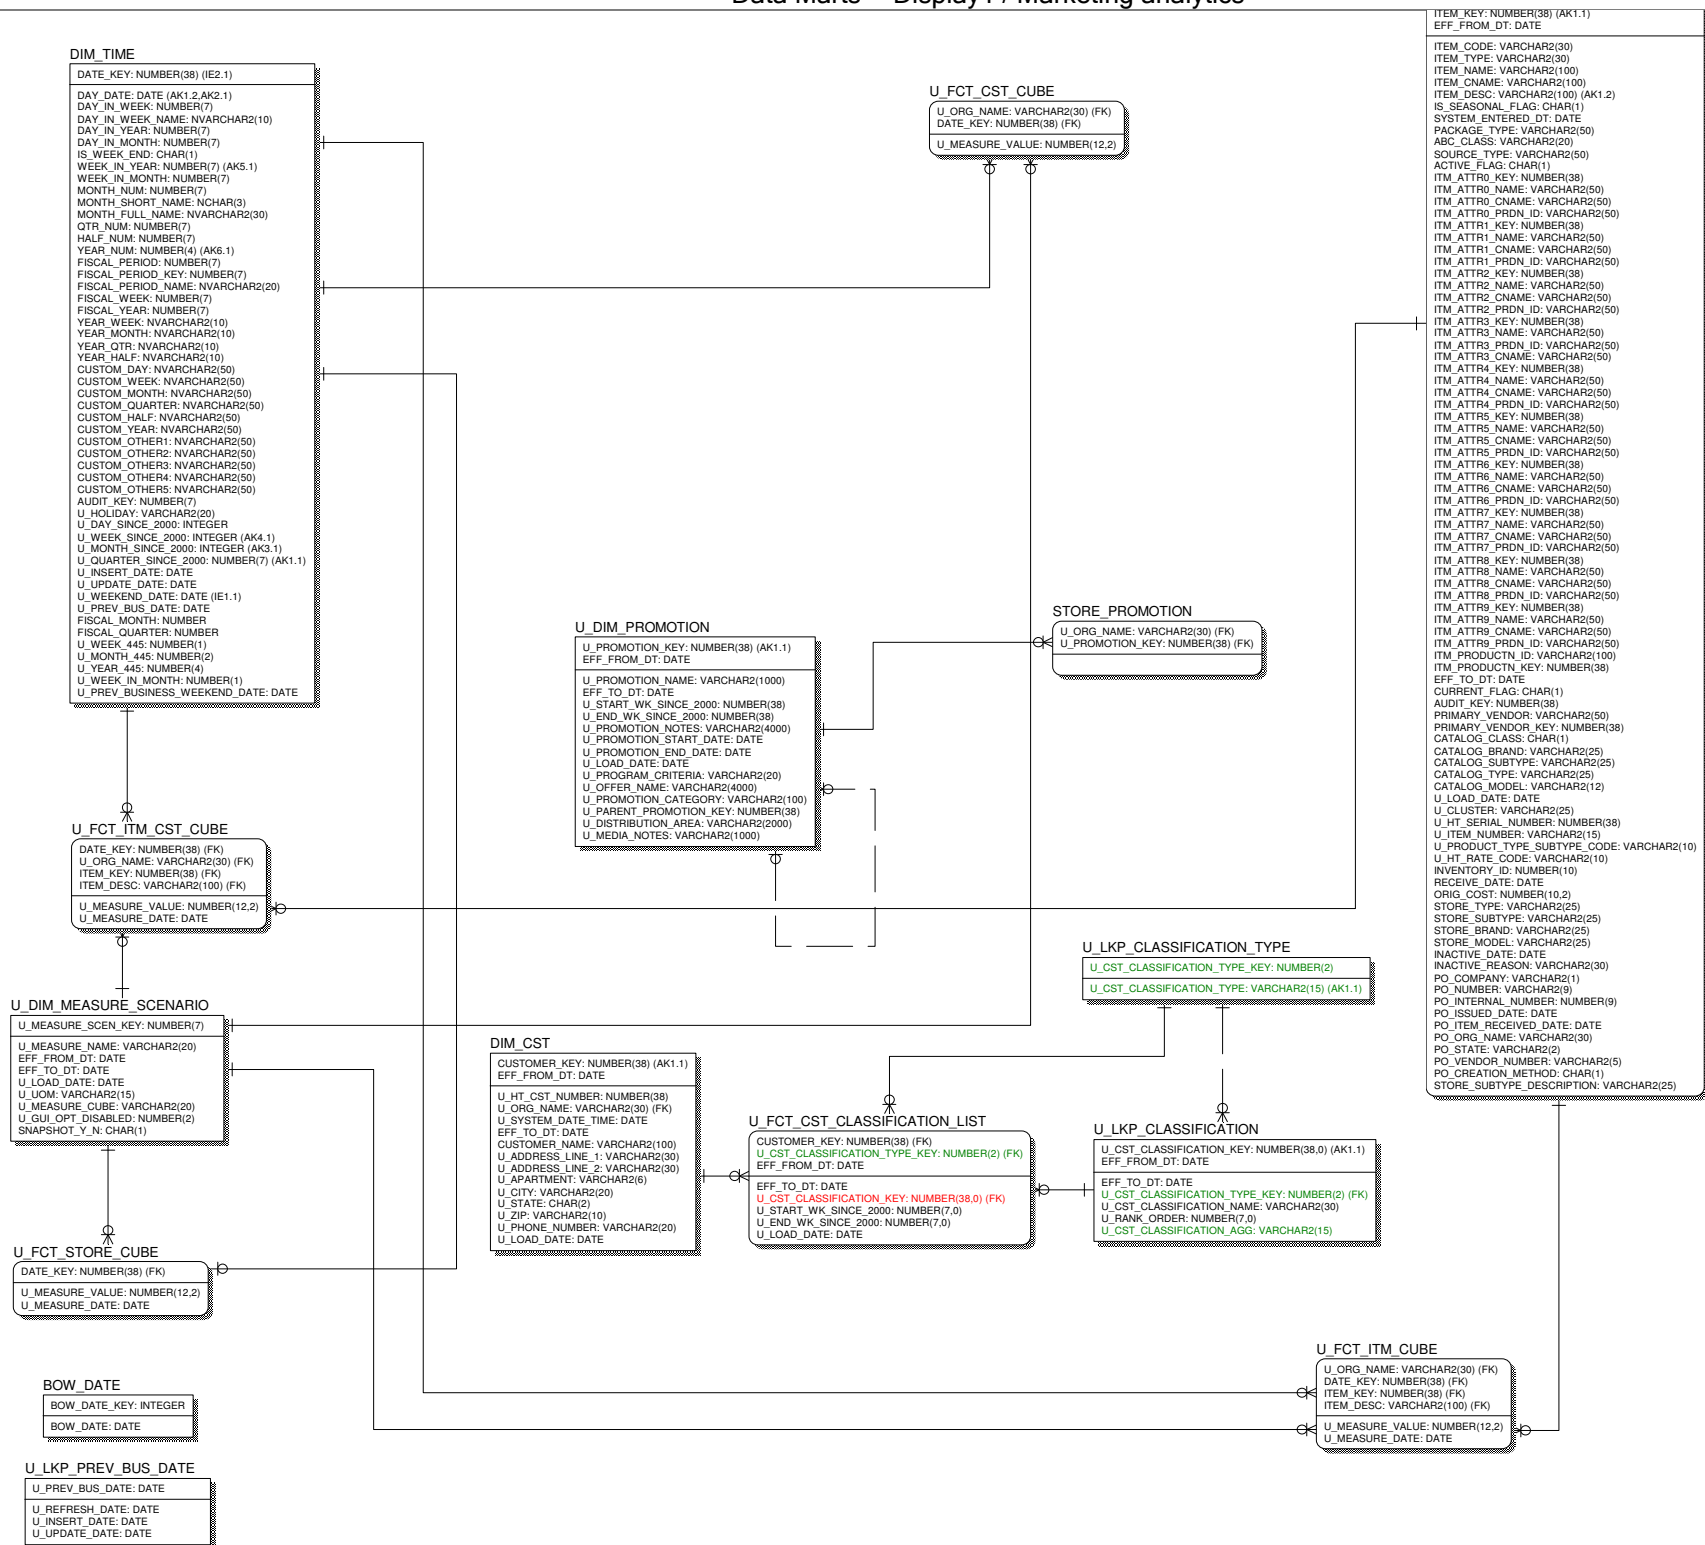 Data Marts
Display1 / Marketing analytics
DIM_TIME
DATE_KEY: NUMBER(38) (IE2.1)
DAY_DATE: DATE (AK1.2,AK2.1)
DAY_IN_WEEK: NUMBER(7)
DAY_IN_WEEK_NAME: NVARCHAR2(10)
DAY_IN_YEAR: NUMBER(7)
DAY_IN_MONTH: NUMBER(7)
IS_WEEK_END: CHAR(1)
WEEK_IN_YEAR: NUMBER(7) (AK5.1)
WEEK_IN_MONTH: NUMBER(7)
MONTH_NUM: NUMBER(7)
MONTH_SHORT_NAME: NCHAR(3)
MONTH_FULL_NAME: NVARCHAR2(30)
QTR_NUM: NUMBER(7)
HALF_NUM: NUMBER(7)
YEAR_NUM: NUMBER(4) (AK6.1)
FISCAL_PERIOD: NUMBER(7)
FISCAL_PERIOD_KEY: NUMBER(7)
FISCAL_PERIOD_NAME: NVARCHAR2(20)
FISCAL_WEEK: NUMBER(7)
FISCAL_YEAR: NUMBER(7)
YEAR_WEEK: NVARCHAR2(10)
YEAR_MONTH: NVARCHAR2(10)
YEAR_QTR: NVARCHAR2(10)
YEAR_HALF: NVARCHAR2(10)
CUSTOM_DAY: NVARCHAR2(50)
CUSTOM_WEEK: NVARCHAR2(50)
CUSTOM_MONTH: NVARCHAR2(50)
CUSTOM_QUARTER: NVARCHAR2(50)
CUSTOM_HALF: NVARCHAR2(50)
CUSTOM_YEAR: NVARCHAR2(50)
CUSTOM_OTHER1: NVARCHAR2(50)
CUSTOM_OTHER2: NVARCHAR2(50)
CUSTOM_OTHER3: NVARCHAR2(50)
CUSTOM_OTHER4: NVARCHAR2(50)
CUSTOM_OTHER5: NVARCHAR2(50)
AUDIT_KEY: NUMBER(7)
U_HOLIDAY: VARCHAR2(20)
U_DAY_SINCE_2000: INTEGER
U_WEEK_SINCE_2000: INTEGER (AK4.1)
U_MONTH_SINCE_2000: INTEGER (AK3.1)
U_QUARTER_SINCE_2000: NUMBER(7) (AK1.1)
U_INSERT_DATE: DATE
U_UPDATE_DATE: DATE
U_WEEKEND_DATE: DATE (IE1.1)
U_PREV_BUS_DATE: DATE
FISCAL_MONTH: NUMBER
FISCAL_QUARTER: NUMBER
U_WEEK_445: NUMBER(1)
U_MONTH_445: NUMBER(2)
U_YEAR_445: NUMBER(4)
U_WEEK_IN_MONTH: NUMBER(1)
U_PREV_BUSINESS_WEEKEND_DATE: DATE
U_FCT_CST_CUBE
U_ORG_NAME: VARCHAR2(30) (FK)
DATE_KEY: NUMBER(38) (FK)
U_MEASURE_VALUE: NUMBER(12,2)
ITEM_KEY: NUMBER(38) (AK1.1)
EFF_FROM_DT: DATE
ITEM_CODE: VARCHAR2(30)
ITEM_TYPE: VARCHAR2(30)
ITEM_NAME: VARCHAR2(100)
ITEM_CNAME: VARCHAR2(100)
ITEM_DESC: VARCHAR2(100) (AK1.2)
IS_SEASONAL_FLAG: CHAR(1)
SYSTEM_ENTERED_DT: DATE
PACKAGE_TYPE: VARCHAR2(50)
ABC_CLASS: VARCHAR2(20)
SOURCE_TYPE: VARCHAR2(50)
ACTIVE_FLAG: CHAR(1)
ITM_ATTR0_KEY: NUMBER(38)
ITM_ATTR0_NAME: VARCHAR2(50)
ITM_ATTR0_CNAME: VARCHAR2(50)
ITM_ATTR0_PRDN_ID: VARCHAR2(50)
ITM_ATTR1_KEY: NUMBER(38)
ITM_ATTR1_NAME: VARCHAR2(50)
ITM_ATTR1_CNAME: VARCHAR2(50)
ITM_ATTR1_PRDN_ID: VARCHAR2(50)
ITM_ATTR2_KEY: NUMBER(38)
ITM_ATTR2_NAME: VARCHAR2(50)
ITM_ATTR2_CNAME: VARCHAR2(50)
ITM_ATTR2_PRDN_ID: VARCHAR2(50)
ITM_ATTR3_KEY: NUMBER(38)
ITM_ATTR3_NAME: VARCHAR2(50)
ITM_ATTR3_PRDN_ID: VARCHAR2(50)
ITM_ATTR3_CNAME: VARCHAR2(50)
ITM_ATTR4_KEY: NUMBER(38)
ITM_ATTR4_NAME: VARCHAR2(50)
ITM_ATTR4_CNAME: VARCHAR2(50)
ITM_ATTR4_PRDN_ID: VARCHAR2(50)
ITM_ATTR5_KEY: NUMBER(38)
ITM_ATTR5_NAME: VARCHAR2(50)
ITM_ATTR5_CNAME: VARCHAR2(50)
ITM_ATTR5_PRDN_ID: VARCHAR2(50)
ITM_ATTR6_KEY: NUMBER(38)
ITM_ATTR6_NAME: VARCHAR2(50)
ITM_ATTR6_CNAME: VARCHAR2(50)
ITM_ATTR6_PRDN_ID: VARCHAR2(50)
ITM_ATTR7_KEY: NUMBER(38)
ITM_ATTR7_NAME: VARCHAR2(50)
ITM_ATTR7_CNAME: VARCHAR2(50)
ITM_ATTR7_PRDN_ID: VARCHAR2(50)
ITM_ATTR8_KEY: NUMBER(38)
ITM_ATTR8_NAME: VARCHAR2(50)
ITM_ATTR8_CNAME: VARCHAR2(50)
ITM_ATTR8_PRDN_ID: VARCHAR2(50)
ITM_ATTR9_KEY: NUMBER(38)
ITM_ATTR9_NAME: VARCHAR2(50)
ITM_ATTR9_CNAME: VARCHAR2(50)
ITM_ATTR9_PRDN_ID: VARCHAR2(50)
ITM_PRODUCTN_ID: VARCHAR2(100)
ITM_PRODUCTN_KEY: NUMBER(38)
EFF_TO_DT: DATE
CURRENT_FLAG: CHAR(1)
AUDIT_KEY: NUMBER(38)
PRIMARY_VENDOR: VARCHAR2(50)
PRIMARY_VENDOR_KEY: NUMBER(38)
CATALOG_CLASS: CHAR(1)
CATALOG_BRAND: VARCHAR2(25)
CATALOG_SUBTYPE: VARCHAR2(25)
CATALOG_TYPE: VARCHAR2(25)
CATALOG_MODEL: VARCHAR2(12)
U_LOAD_DATE: DATE
U_CLUSTER: VARCHAR2(25)
U_HT_SERIAL_NUMBER: NUMBER(38)
U_ITEM_NUMBER: VARCHAR2(15)
U_PRODUCT_TYPE_SUBTYPE_CODE: VARCHAR2(10)
U_HT_RATE_CODE: VARCHAR2(10)
INVENTORY_ID: NUMBER(10)
RECEIVE_DATE: DATE
ORIG_COST: NUMBER(10,2)
STORE_TYPE: VARCHAR2(25)
STORE_SUBTYPE: VARCHAR2(25)
STORE_BRAND: VARCHAR2(25)
STORE_MODEL: VARCHAR2(25)
INACTIVE_DATE: DATE
INACTIVE_REASON: VARCHAR2(30)
PO_COMPANY: VARCHAR2(1)
PO_NUMBER: VARCHAR2(9)
PO_INTERNAL_NUMBER: NUMBER(9)
PO_ISSUED_DATE: DATE
PO_ITEM_RECEIVED_DATE: DATE
PO_ORG_NAME: VARCHAR2(30)
PO_STATE: VARCHAR2(2)
PO_VENDOR_NUMBER: VARCHAR2(5)
PO_CREATION_METHOD: CHAR(1)
STORE_SUBTYPE_DESCRIPTION: VARCHAR2(25)
U_DIM_PROMOTION
U_PROMOTION_KEY: NUMBER(38) (AK1.1)
EFF_FROM_DT: DATE
U_PROMOTION_NAME: VARCHAR2(1000)
EFF_TO_DT: DATE
U_START_WK_SINCE_2000: NUMBER(38)
U_END_WK_SINCE_2000: NUMBER(38)
U_PROMOTION_NOTES: VARCHAR2(4000)
U_PROMOTION_START_DATE: DATE
U_PROMOTION_END_DATE: DATE
U_LOAD_DATE: DATE
U_PROGRAM_CRITERIA: VARCHAR2(20)
U_OFFER_NAME: VARCHAR2(4000)
U_PROMOTION_CATEGORY: VARCHAR2(100)
U_PARENT_PROMOTION_KEY: NUMBER(38)
U_DISTRIBUTION_AREA: VARCHAR2(2000)
U_MEDIA_NOTES: VARCHAR2(1000)
STORE_PROMOTION
U_ORG_NAME: VARCHAR2(30) (FK)
U_PROMOTION_KEY: NUMBER(38) (FK)
U_FCT_ITM_CST_CUBE
DATE_KEY: NUMBER(38) (FK)
U_ORG_NAME: VARCHAR2(30) (FK)
ITEM_KEY: NUMBER(38) (FK)
ITEM_DESC: VARCHAR2(100) (FK)
U_MEASURE_VALUE: NUMBER(12,2)
U_MEASURE_DATE: DATE
U_DIM_MEASURE_SCENARIO
U_MEASURE_SCEN_KEY: NUMBER(7)
U_MEASURE_NAME: VARCHAR2(20)
EFF_FROM_DT: DATE
EFF_TO_DT: DATE
U_LOAD_DATE: DATE
U_UOM: VARCHAR2(15)
U_MEASURE_CUBE: VARCHAR2(20)
U_GUI_OPT_DISABLED: NUMBER(2)
SNAPSHOT_Y_N: CHAR(1)
U_LKP_CLASSIFICATION_TYPE
U_CST_CLASSIFICATION_TYPE_KEY: NUMBER(2)
U_CST_CLASSIFICATION_TYPE: VARCHAR2(15) (AK1.1)
DIM_CST
CUSTOMER_KEY: NUMBER(38) (AK1.1)
EFF_FROM_DT: DATE
U_HT_CST_NUMBER: NUMBER(38)
U_ORG_NAME: VARCHAR2(30) (FK)
U_SYSTEM_DATE_TIME: DATE
EFF_TO_DT: DATE
CUSTOMER_NAME: VARCHAR2(100)
U_ADDRESS_LINE_1: VARCHAR2(30)
U_ADDRESS_LINE_2: VARCHAR2(30)
U_APARTMENT: VARCHAR2(6)
U_CITY: VARCHAR2(20)
U_STATE: CHAR(2)
U_ZIP: VARCHAR2(10)
U_PHONE_NUMBER: VARCHAR2(20)
U_LOAD_DATE: DATE
U_FCT_CST_CLASSIFICATION_LIST
CUSTOMER_KEY: NUMBER(38) (FK)
U_CST_CLASSIFICATION_TYPE_KEY: NUMBER(2) (FK)
EFF_FROM_DT: DATE
EFF_TO_DT: DATE
U_CST_CLASSIFICATION_KEY: NUMBER(38,0) (FK)
U_START_WK_SINCE_2000: NUMBER(7,0)
U_END_WK_SINCE_2000: NUMBER(7,0)
U_LOAD_DATE: DATE
U_LKP_CLASSIFICATION
U_CST_CLASSIFICATION_KEY: NUMBER(38,0) (AK1.1)
EFF_FROM_DT: DATE
EFF_TO_DT: DATE
U_CST_CLASSIFICATION_TYPE_KEY: NUMBER(2) (FK)
U_CST_CLASSIFICATION_NAME: VARCHAR2(30)
U_RANK_ORDER: NUMBER(7,0)
U_CST_CLASSIFICATION_AGG: VARCHAR2(15)
U_FCT_STORE_CUBE
DATE_KEY: NUMBER(38) (FK)
U_MEASURE_VALUE: NUMBER(12,2)
U_MEASURE_DATE: DATE
U_FCT_ITM_CUBE
U_ORG_NAME: VARCHAR2(30) (FK)
DATE_KEY: NUMBER(38) (FK)
ITEM_KEY: NUMBER(38) (FK)
ITEM_DESC: VARCHAR2(100) (FK)
U_MEASURE_VALUE: NUMBER(12,2)
U_MEASURE_DATE: DATE
BOW_DATE
BOW_DATE_KEY: INTEGER
BOW_DATE: DATE
U_LKP_PREV_BUS_DATE
U_PREV_BUS_DATE: DATE
U_REFRESH_DATE: DATE
U_INSERT_DATE: DATE
U_UPDATE_DATE: DATE